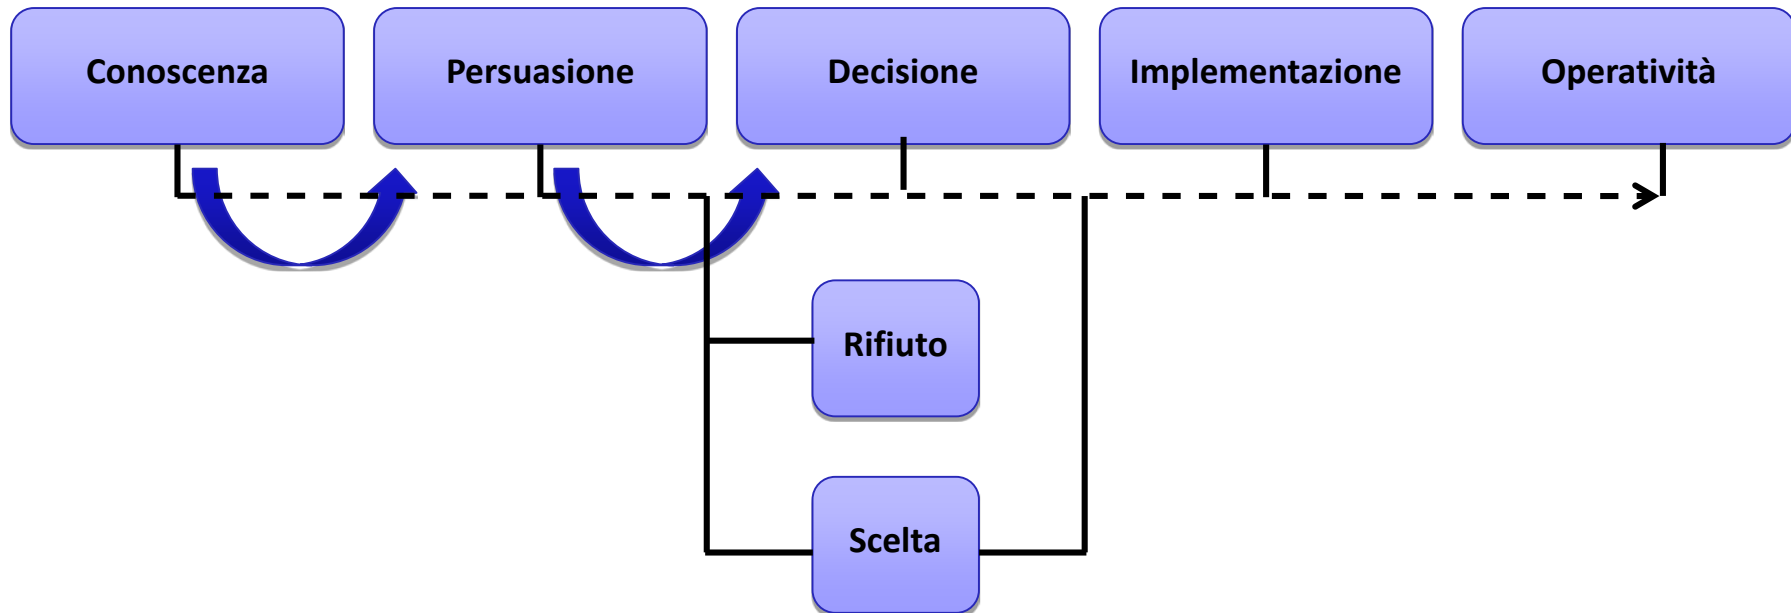 Conoscenza
Persuasione
Decisione
Implementazione
Operatività
Rifiuto
Scelta